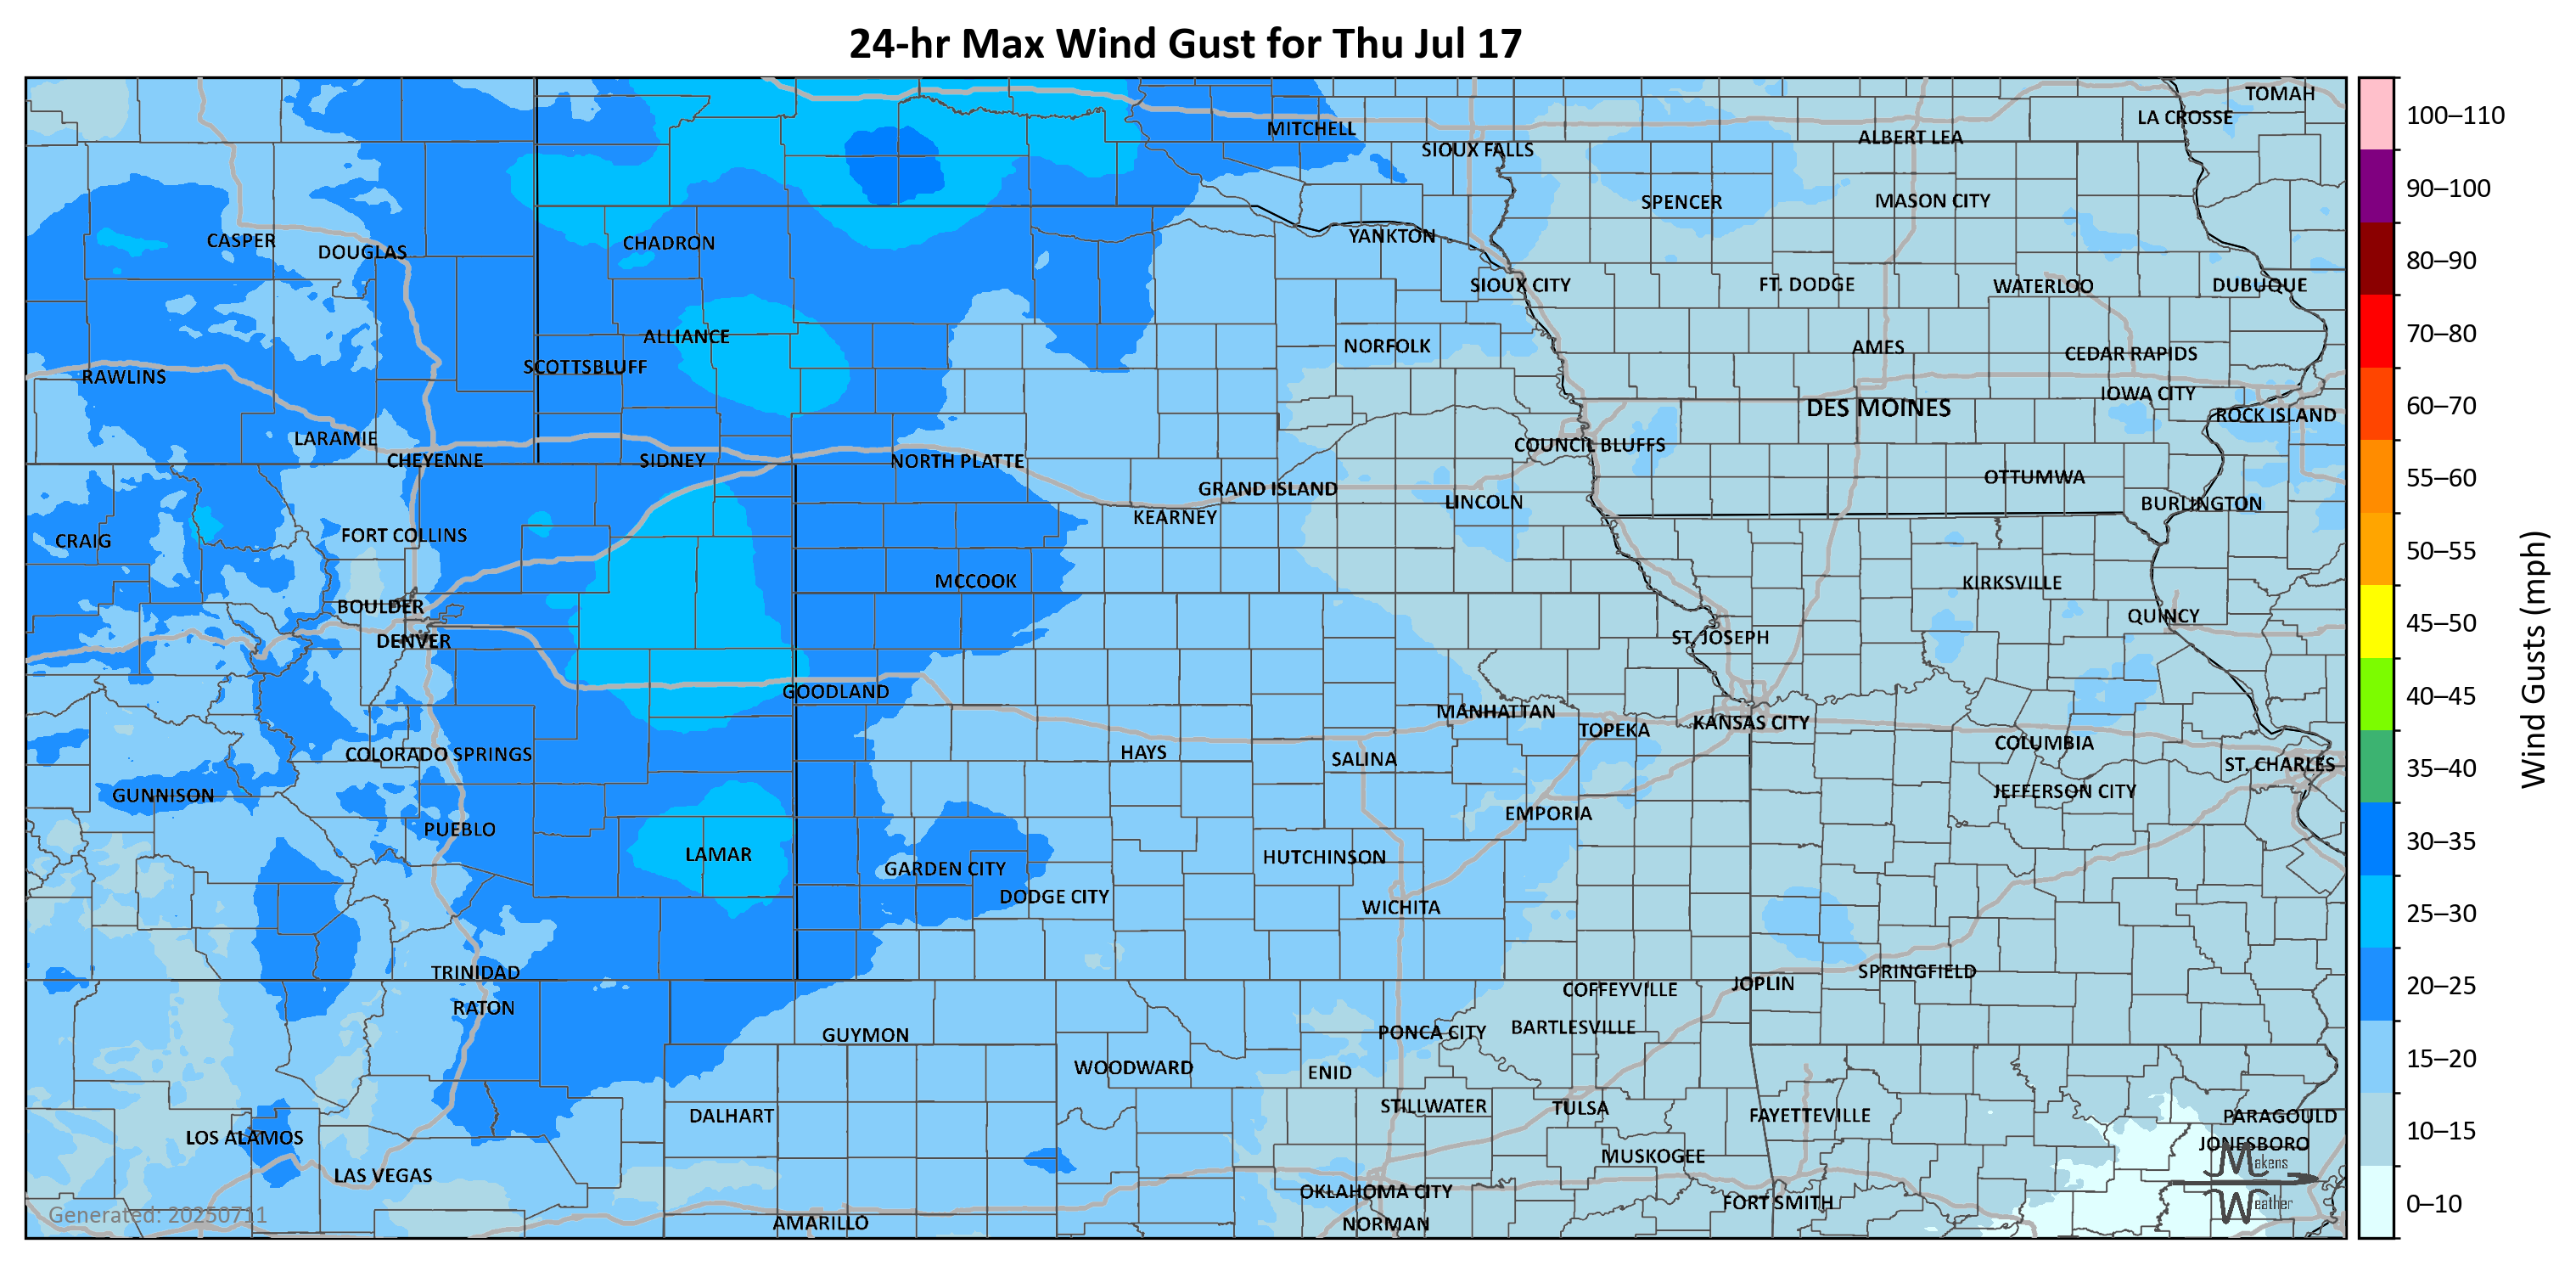 24-hr Max Wind Gust for Thu Jul 17
TOMAH
LA CROSSE
MITCHELL
ALBERT LEA
SIOUX FALLS
SPENCER
MASON CITY
CASPER
DOUGLAS
CHADRON
YANKTON
SIOUX CITY
FT. DODGE
WATERLOO
DUBUQUE
ALLIANCE
NORFOLK
AMES
CEDAR RAPIDS
SCOTTSBLUFF
RAWLINS
IOWA CITY
DES MOINES
ROCK ISLAND
LARAMIE
COUNCIL BLUFFS
CHEYENNE
SIDNEY
NORTH PLATTE
OTTUMWA
GRAND ISLAND
LINCOLN
BURLINGTON
KEARNEY
CRAIG
FORT COLLINS
MCCOOK
KIRKSVILLE
BOULDER
QUINCY
DENVER
ST. JOSEPH
GOODLAND
MANHATTAN
TOPEKA
KANSAS CITY
COLORADO SPRINGS
HAYS
SALINA
COLUMBIA
ST. CHARLES
GUNNISON
JEFFERSON CITY
PUEBLO
EMPORIA
LAMAR
GARDEN CITY
HUTCHINSON
DODGE CITY
WICHITA
TRINIDAD
SPRINGFIELD
RATON
COFFEYVILLE
JOPLIN
GUYMON
PONCA CITY
BARTLESVILLE
WOODWARD
ENID
DALHART
STILLWATER
TULSA
FAYETTEVILLE
PARAGOULD
LOS ALAMOS
JONESBORO
LAS VEGAS
MUSKOGEE
OKLAHOMA CITY
FORT SMITH
AMARILLO
NORMAN
Generated: 20250711
Makens
Weather
100–110
90–100
80–90
70–80
60–70
55–60
50–55
45–50
40–45
35–40
30–35
25–30
20–25
15–20
10–15
0–10
Wind Gusts (mph)